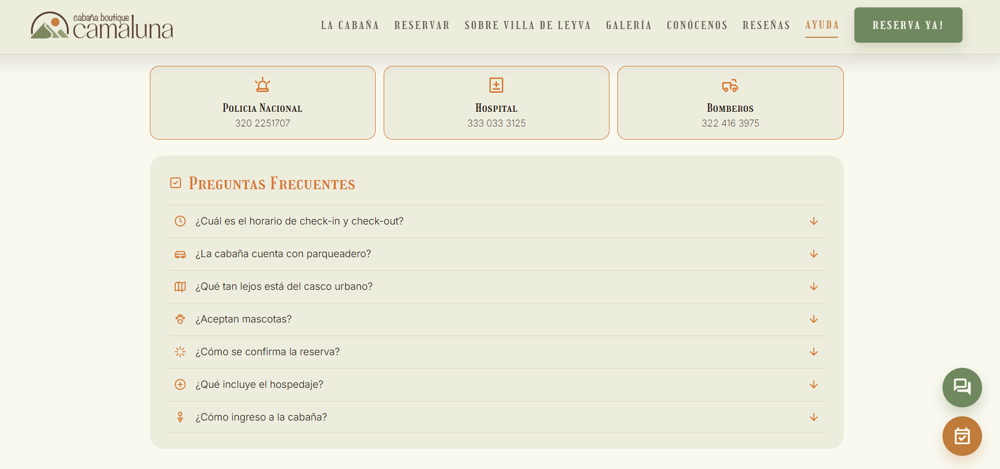 cabaña boutique
camaluna
LA CABAÑA RESERVAR SOBRE VILLA DE LEYVA GALERÍA CONÓCENOS RESEÑAS AYUDA RESERVA YA!
Policia Nacional
320 2251707
Hospital
333 033 3125
Bomberos
322 416 3975
Preguntas Frecuentes
¿Cuál es el horario de check-in y check-out?
¿La cabaña cuenta con parqueadero?
¿Qué tan lejos está del casco urbano?
¿Aceptan mascotas?
¿Cómo se confirma la reserva?
¿Qué incluye el hospedaje?
¿Cómo ingreso a la cabaña?